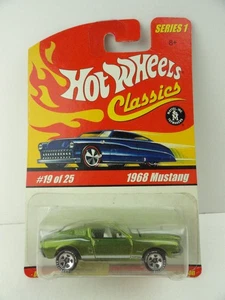 SERIES 1
Hot Wheels
Classics
#19 of 25
1968 Mustang